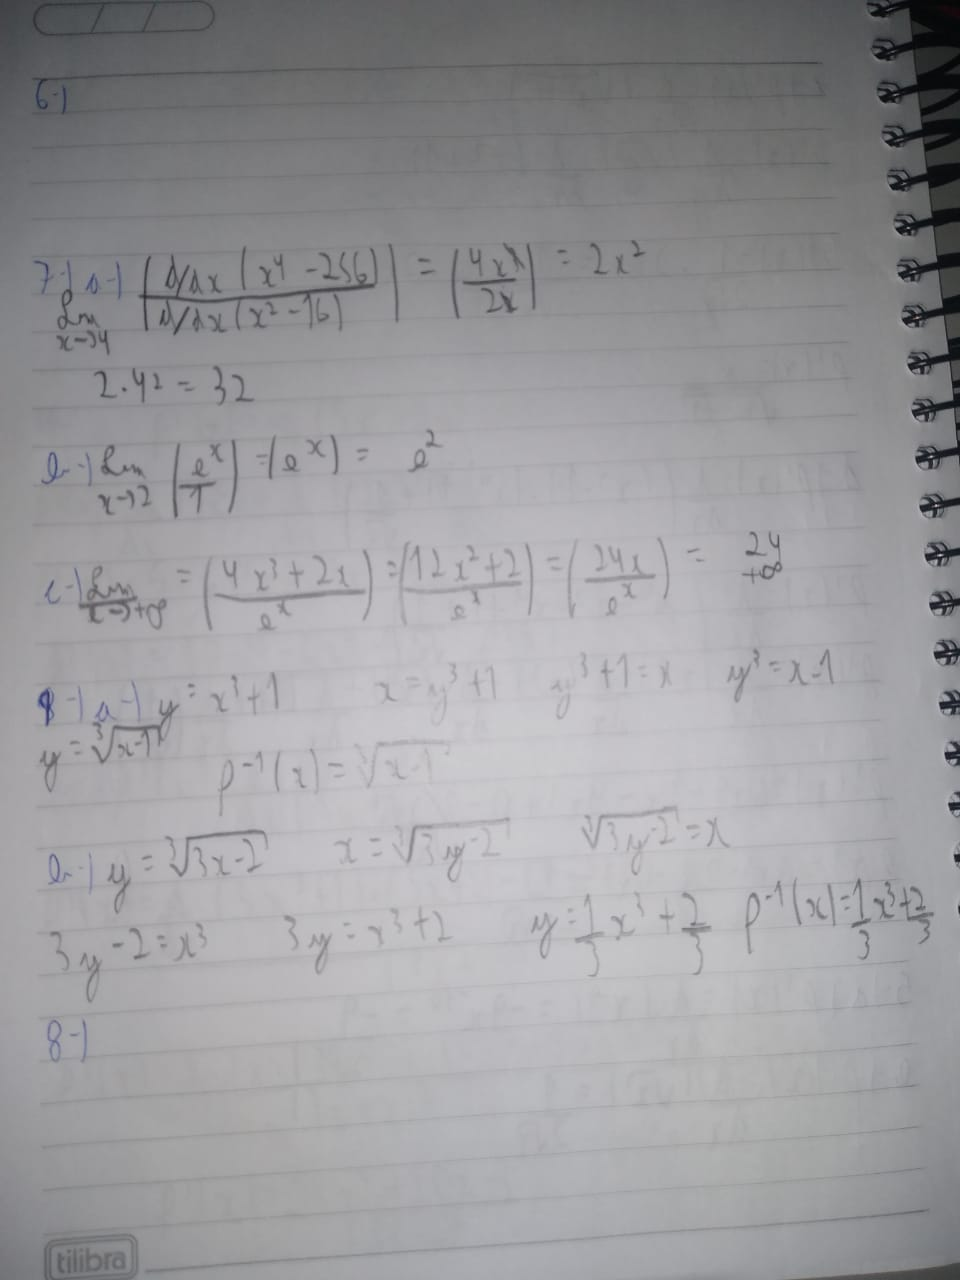 6-)
7-) a-) lim x→4 (d/dx (x⁴ - 256) / d/dx (x² - 16)) = (4x³ / 2x) = 2x²
2·4² = 32
b-) lim x→2 (eˣ/1) = (eˣ) = e²
c-) lim x→+∞ = (4x³ + 2x / eˣ) = (12x² + 2 / eˣ) = (24x / eˣ) = 24 / +∞
8-) a-) y = x³ + 1 x = y³ + 1 y³ + 1 = x y³ = x - 1
y = ∛(x-1)
f⁻¹(x) = ∛(x-1)
b-) y = ∛(3x-2) x = ∛(3y-2) ∛(3y-2) = x
3y - 2 = x³ 3y = x³ + 2 y = 1/3 x³ + 2/3 f⁻¹(x) = 1/3 x³ + 2/3
8-)
tilibra